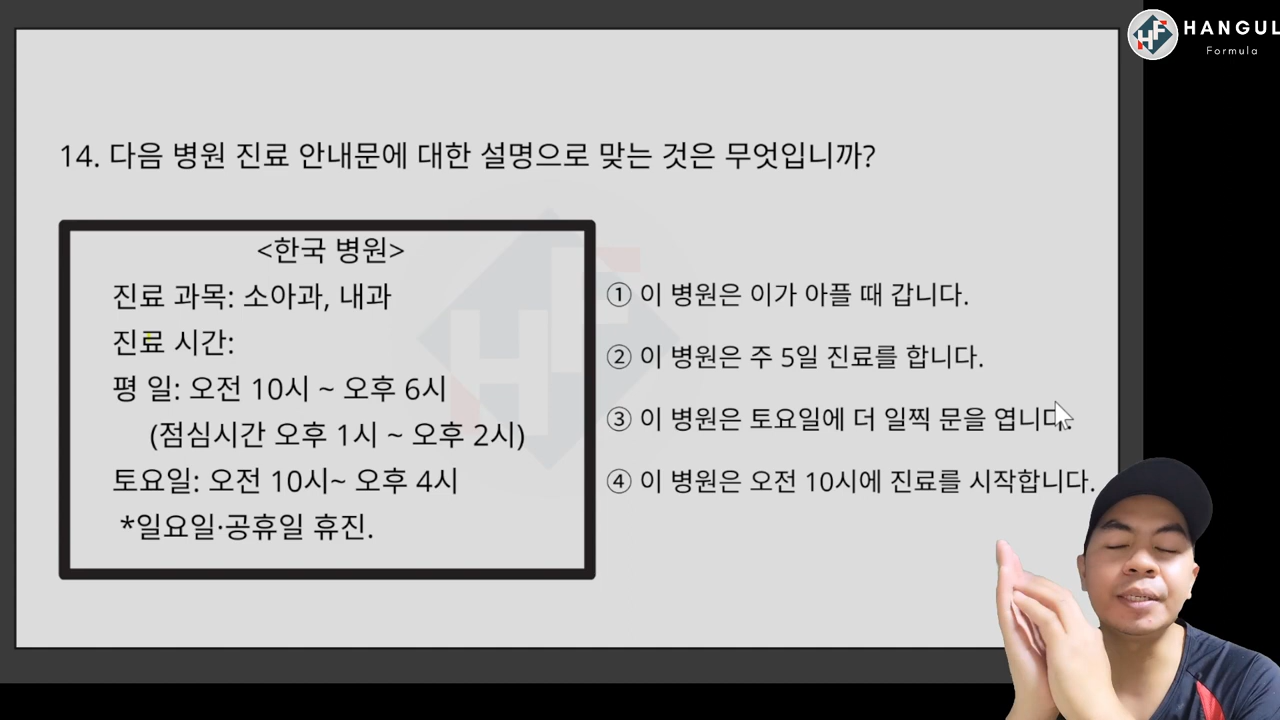 HANGUL
Formula
14. 다음 병원 진료 안내문에 대한 설명으로 맞는 것은 무엇입니까?
<한국 병원>
진료 과목: 소아과, 내과
진료 시간:
평 일: 오전 10시 ~ 오후 6시
(점심시간 오후 1시 ~ 오후 2시)
토요일: 오전 10시~ 오후 4시
*일요일·공휴일 휴진.
① 이 병원은 이가 아플 때 갑니다.
② 이 병원은 주 5일 진료를 합니다.
③ 이 병원은 토요일에 더 일찍 문을 엽니다.
④ 이 병원은 오전 10시에 진료를 시작합니다.